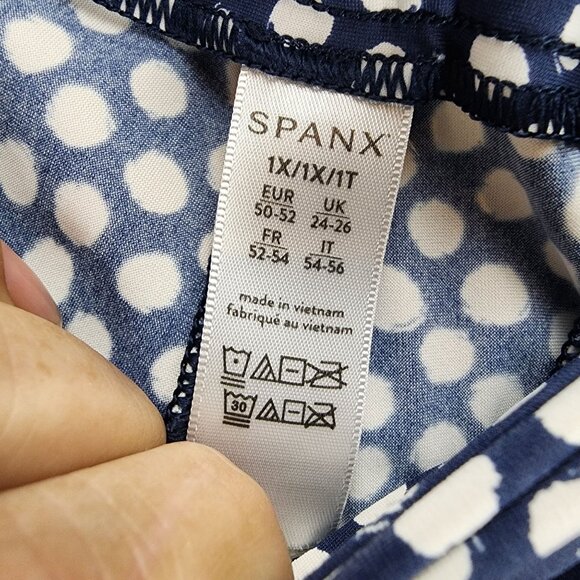 SPANX
1X/1X/1T
EUR UK
50-52 24-26
FR IT
52-54 54-56
made in vietnam
fabriqué au vietnam
30